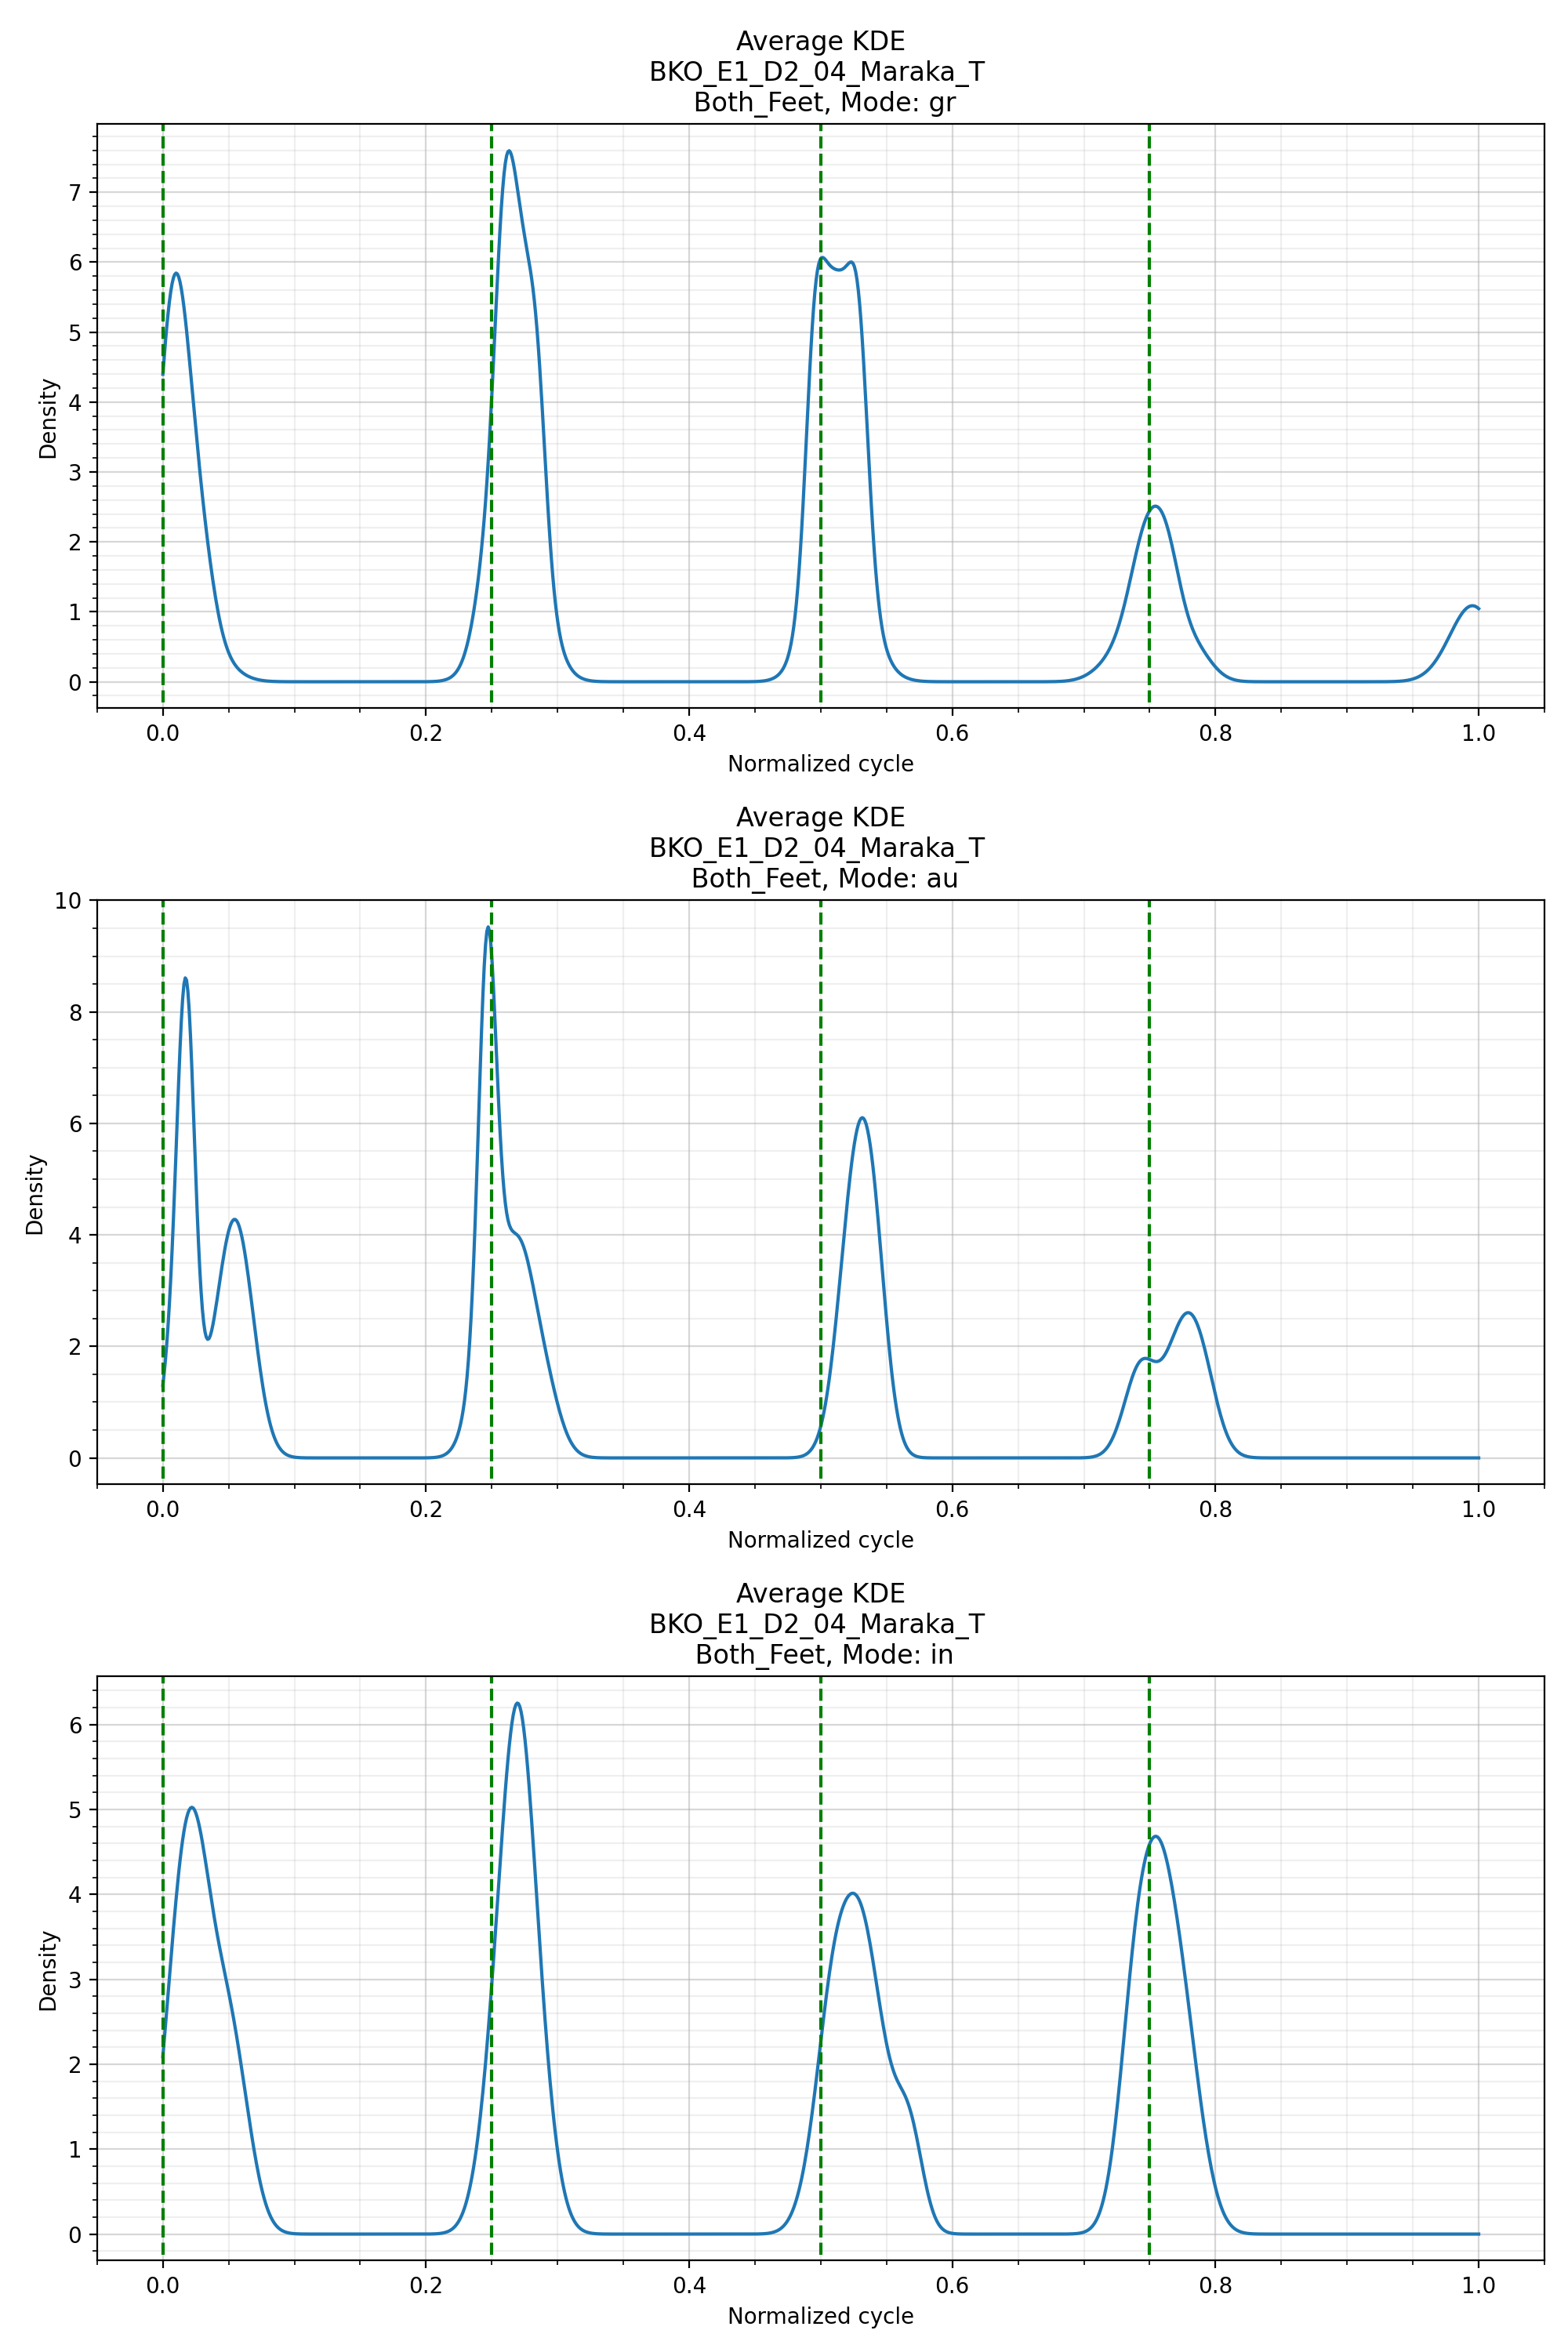 Average KDE
BKO_E1_D2_04_Maraka_T
Both_Feet, Mode: gr
Density
7
6
5
4
3
2
1
0
0.0 0.2 0.4 0.6 0.8 1.0
Normalized cycle
Average KDE
BKO_E1_D2_04_Maraka_T
Both_Feet, Mode: au
Density
10
8
6
4
2
0
0.0 0.2 0.4 0.6 0.8 1.0
Normalized cycle
Average KDE
BKO_E1_D2_04_Maraka_T
Both_Feet, Mode: in
Density
6
5
4
3
2
1
0
0.0 0.2 0.4 0.6 0.8 1.0
Normalized cycle